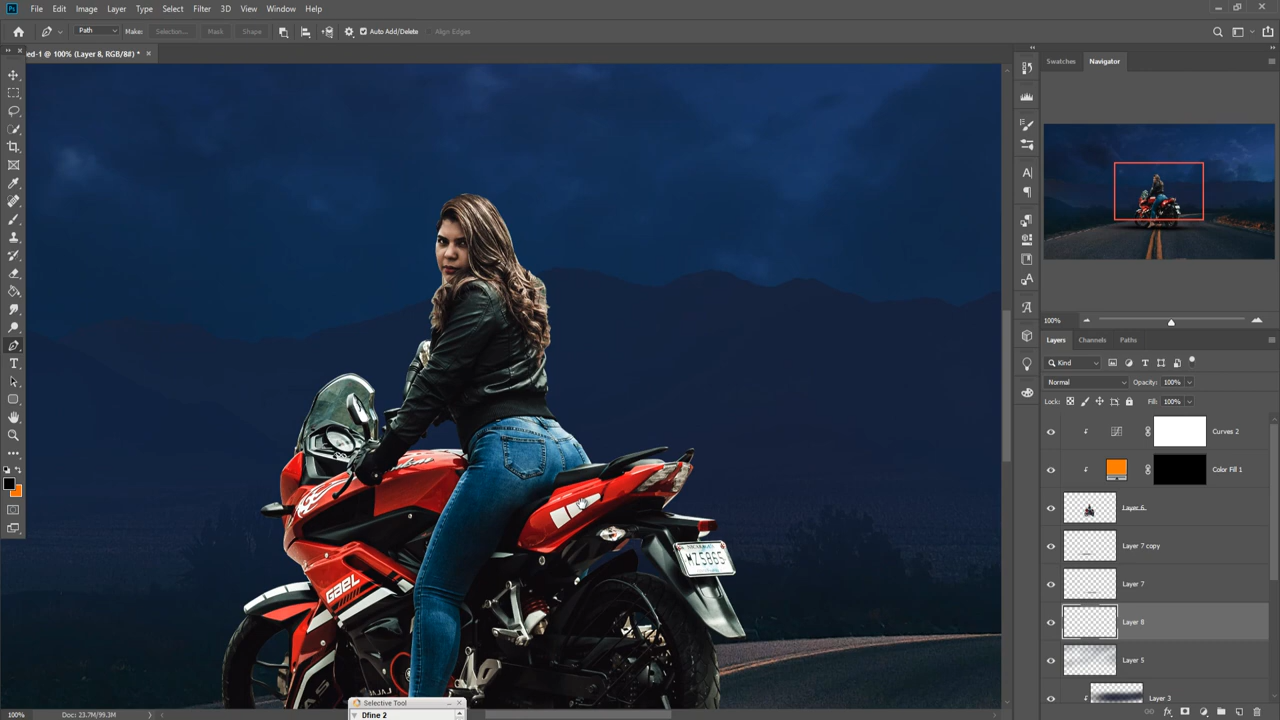 Ps File Edit Image Layer Type Select Filter 3D View Window Help
Path Make: Selection... Mask Shape Auto Add/Delete Align Edges
ed-1 @ 100% (Layer 8, RGB/8#) * ×
Swatches Navigator
100%
Layers Channels Paths
Kind
Normal Opacity: 100%
Lock: Fill: 100%
Curves 2
Color Fill 1
Layer 6
Layer 7 copy
Layer 7
Layer 8
Layer 5
Layer 3
GAEL
MZ5865
100% Doc: 23.7M/99.3M
Selective Tool
Dfine 2